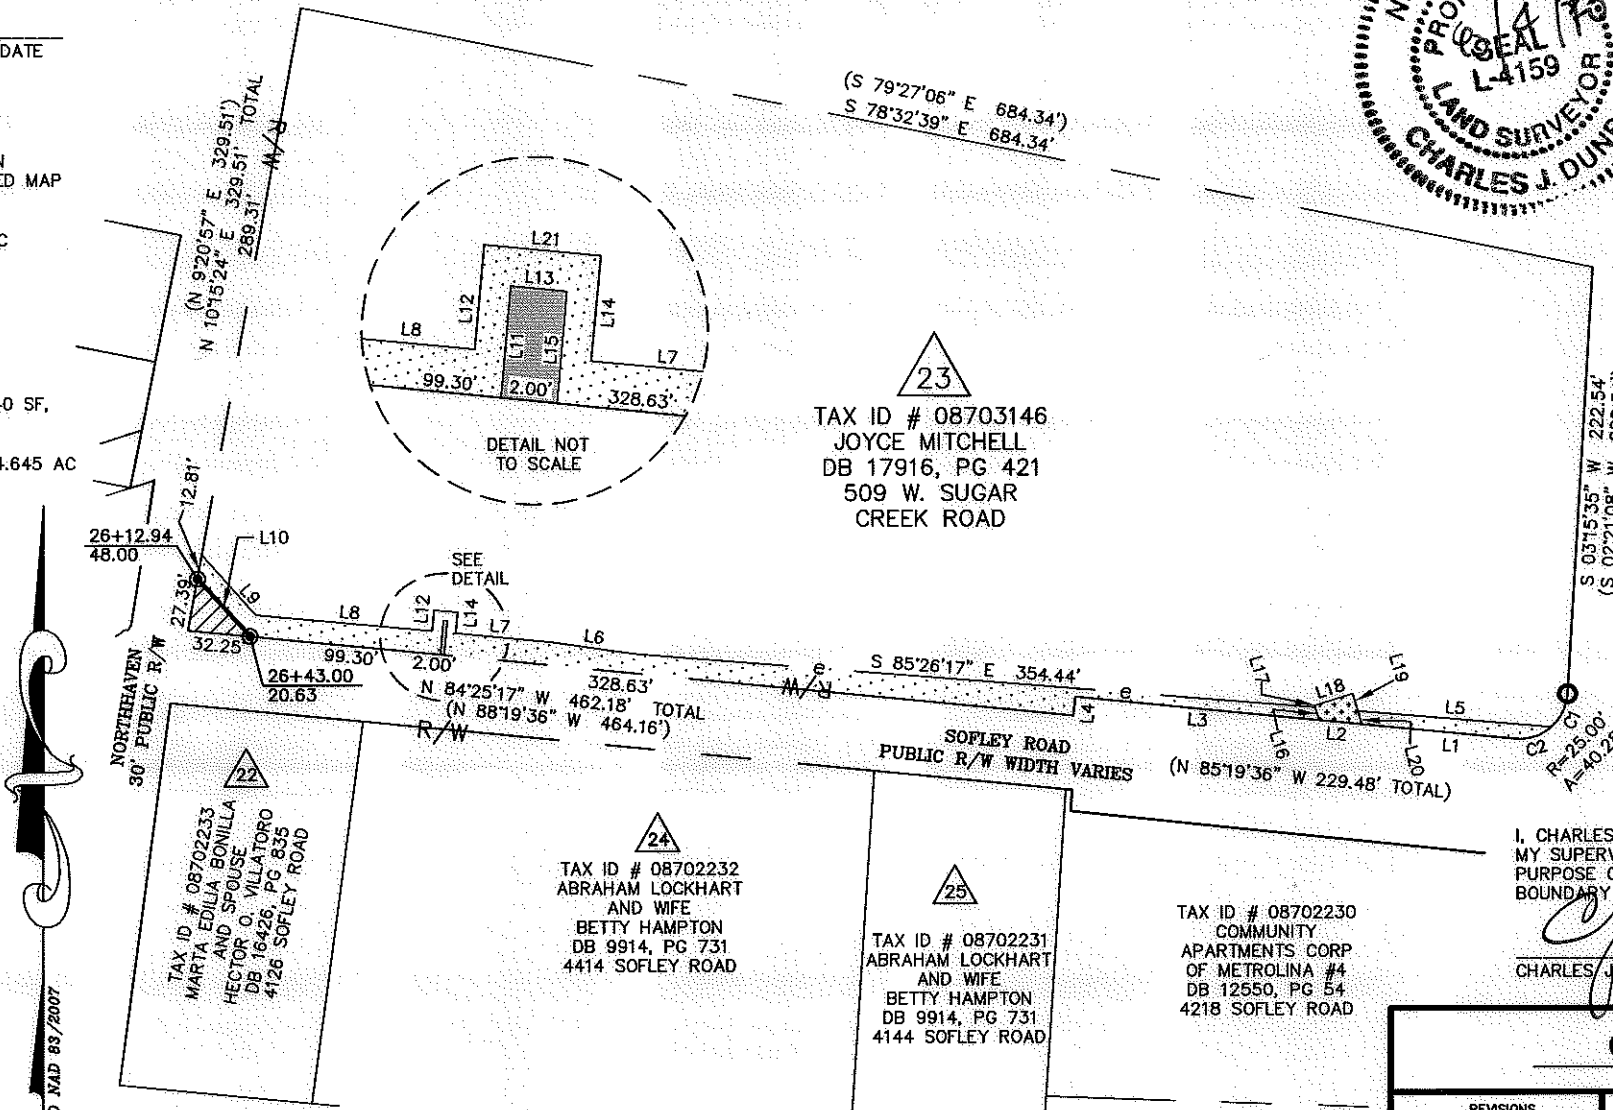 DATE
N
ED MAP
C
0 SF,
4.645 AC
(N 9°20'57" E 329.51')
N 10°15'24" E 329.51' TOTAL
289.31'
R/W
(S 79°27'06" E 684.34')
S 78°32'39" E 684.34'
SEAL
L-4159
LAND SURVEYOR
CHARLES J. DUN
L21
L13
L12
L14
L11
L15
L8
L7
99.30'
2.00'
328.63'
DETAIL NOT
TO SCALE
23
TAX ID # 08703146
JOYCE MITCHELL
DB 17916, PG 421
509 W. SUGAR
CREEK ROAD
S 03°15'35" W 222.54'
12.81'
26+12.94
48.00
L10
27.39'
L9
32.25'
26+43.00
20.63
SEE
DETAIL
L8
L12
L14
L7
L6
99.30'
2.00'
328.63'
N 84°25'17" W 462.18' TOTAL
(N 88°19'36" W 464.16')
R/W
S 85°26'17" E 354.44'
e
R/W
e
L4
L3
L17
L18
L19
L16
L2
L5
L1
L20
C2
C1
R=25.00'
A=40.25
(N 85°19'36" W 229.48' TOTAL)
NORTHHAVEN
30' PUBLIC R/W
SOFLEY ROAD
PUBLIC R/W WIDTH VARIES
22
TAX ID # 08702233
MARTA EDILIA BONILLA
AND SPOUSE
HECTOR O. VILLATORO
DB 16426, PG 835
4126 SOFLEY ROAD
24
TAX ID # 08702232
ABRAHAM LOCKHART
AND WIFE
BETTY HAMPTON
DB 9914, PG 731
4414 SOFLEY ROAD
25
TAX ID # 08702231
ABRAHAM LOCKHART
AND WIFE
BETTY HAMPTON
DB 9914, PG 731
4144 SOFLEY ROAD
TAX ID # 08702230
COMMUNITY
APARTMENTS CORP
OF METROLINA #4
DB 12550, PG 54
4218 SOFLEY ROAD
I, CHARLES
MY SUPERV
PURPOSE O
BOUNDARY
CHARLES J
NAD 83/2007
REVISIONS